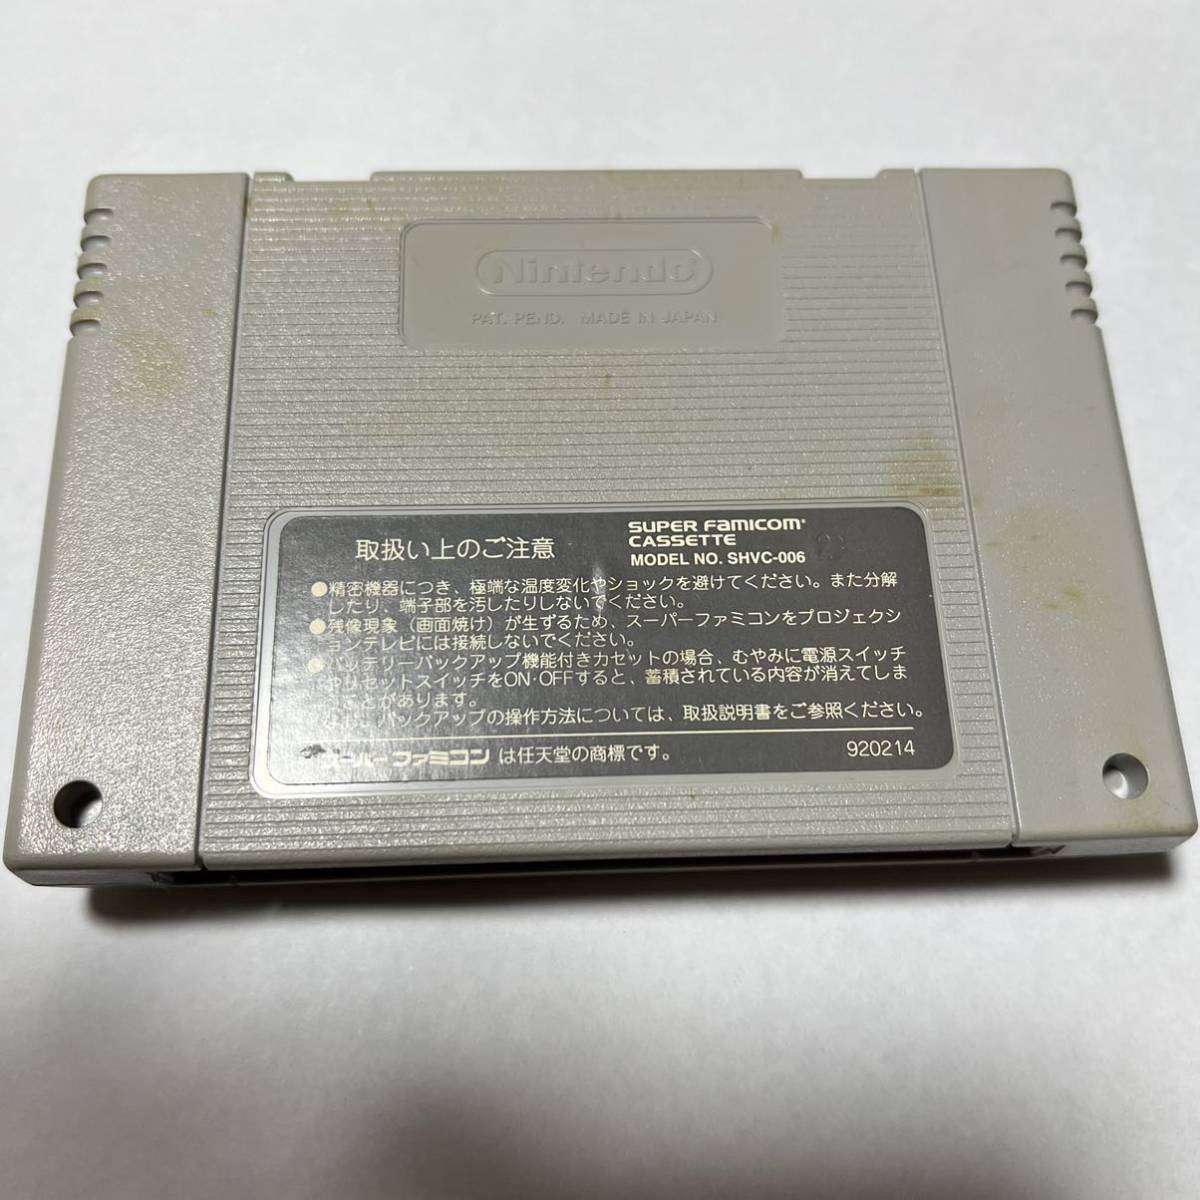 Nintendo
PAT. PEND. MADE IN JAPAN
SUPER FAMICOM
CASSETTE
MODEL NO. SHVC-006
取扱い上のご注意
●精密機器につき、極端な温度変化やショックを避けてください。また分解
したり、端子部を汚したりしないでください。
●残像現象(画面焼け)が生ずるため、スーパーファミコンをプロジェクシ
ョンテレビには接続しないでください。
●バッテリーバックアップ機能付きカセットの場合、むやみに電源スイッチ
やリセットスイッチをON・OFFすると、蓄積されている内容が消えてしま
うことがあります。
バックアップの操作方法については、取扱説明書をご参照ください。
スーパーファミコンは任天堂の商標です。
920214